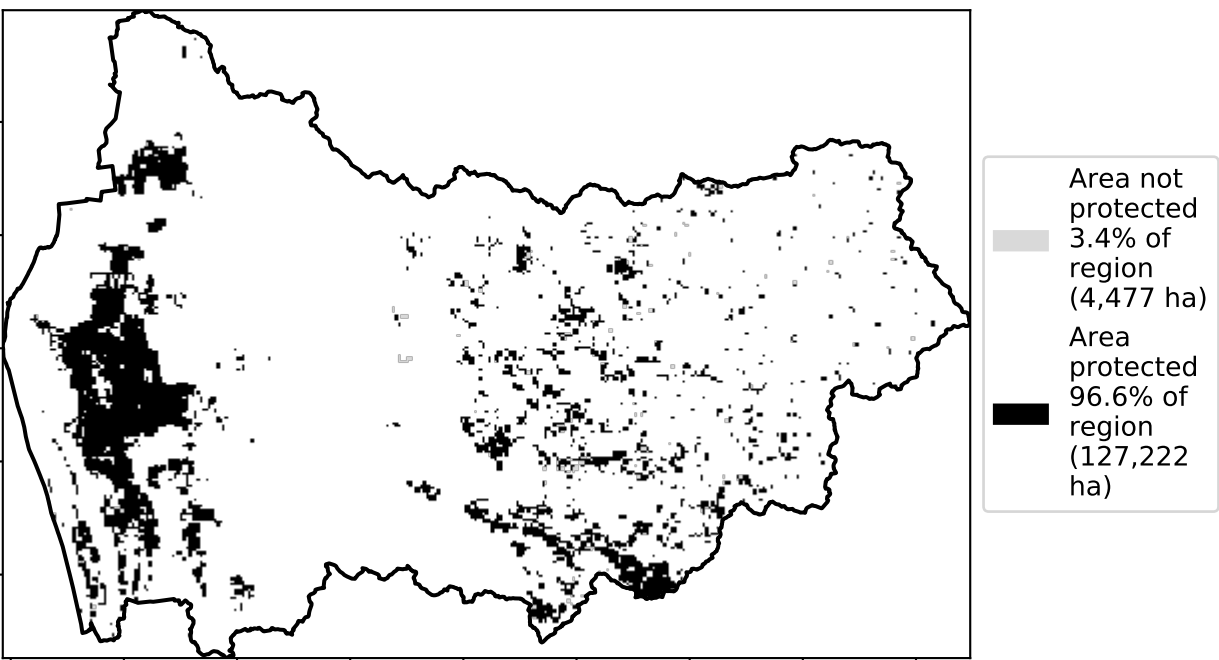 Area not
protected
3.4% of
region
(4,477 ha)
Area
protected
96.6% of
region
(127,222
ha)